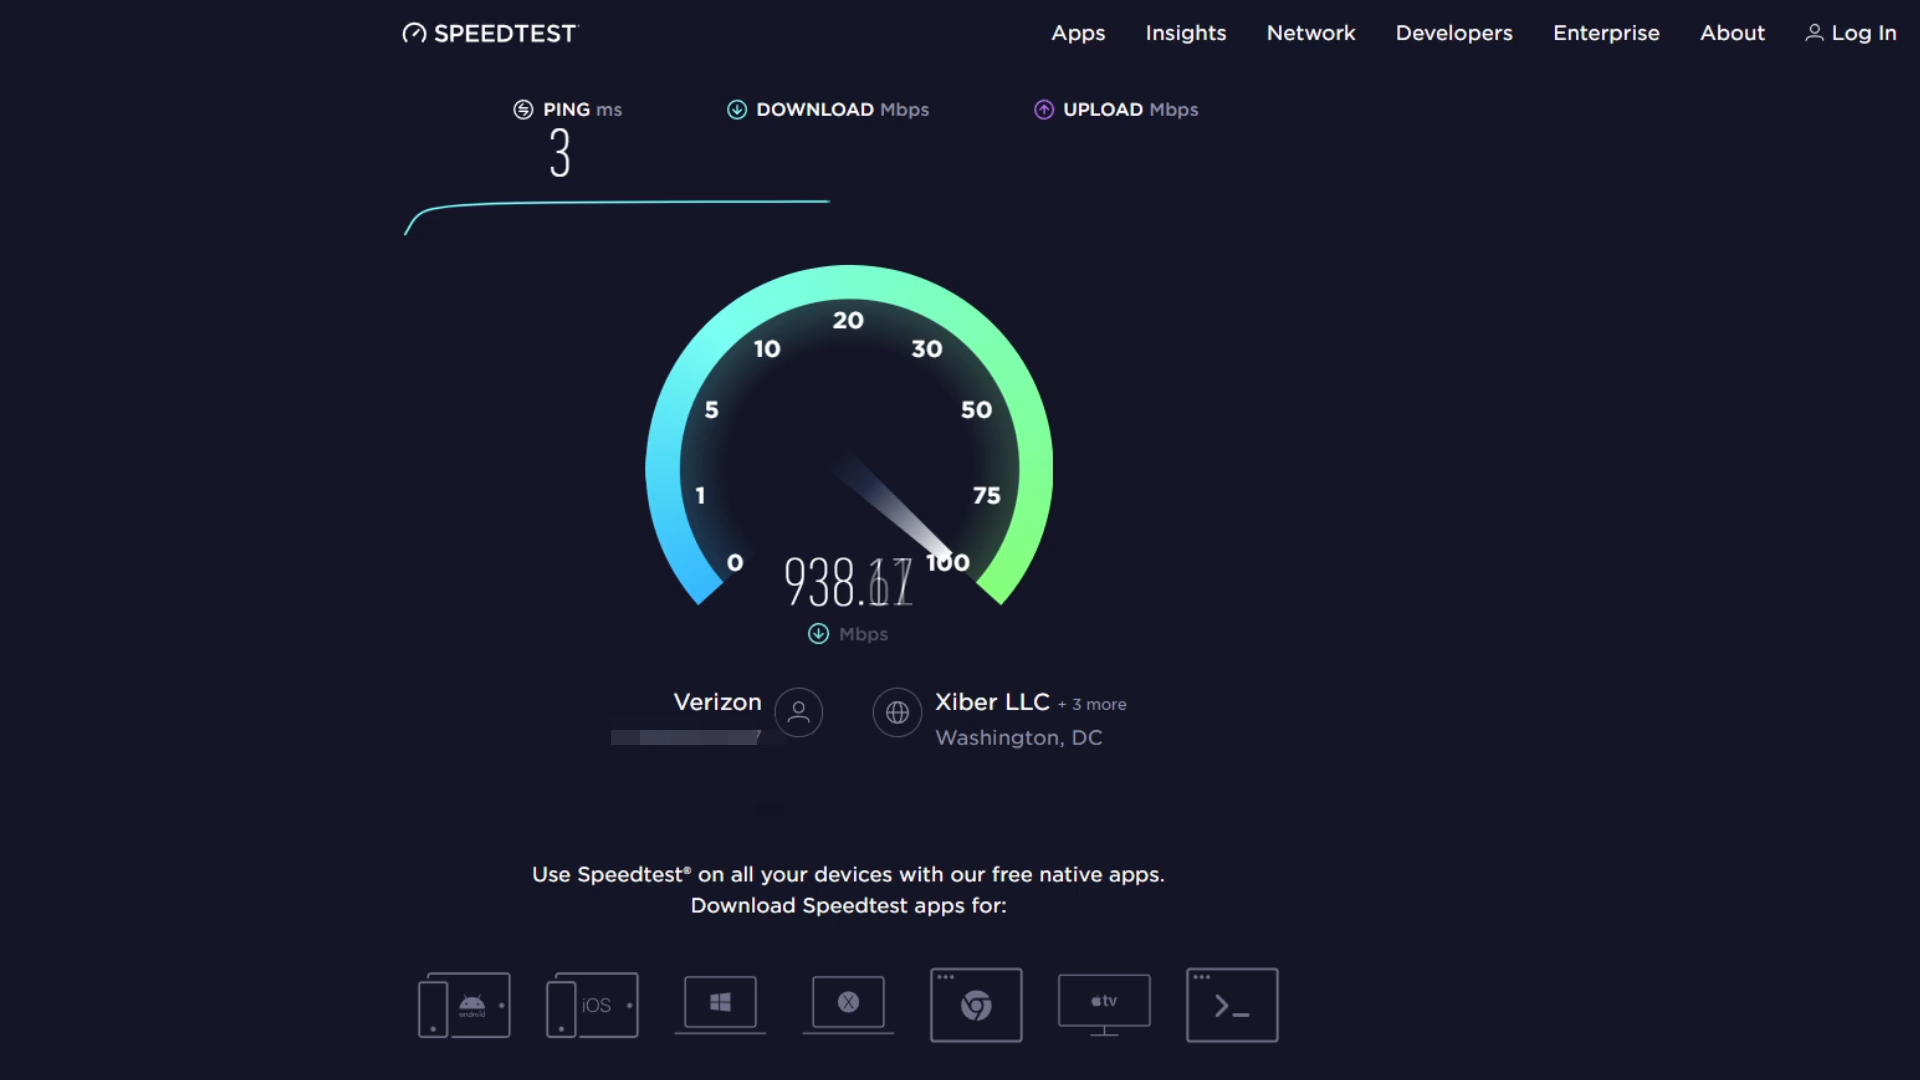 SPEEDTEST
Apps Insights Network Developers Enterprise About Log In
PING ms DOWNLOAD Mbps UPLOAD Mbps
3
20
10 30
5 50
1 75
0 100
938.
Mbps
Verizon Xiber LLC + 3 more
Washington, DC
Use Speedtest® on all your devices with our free native apps.
Download Speedtest apps for:
android iOS X tv >_